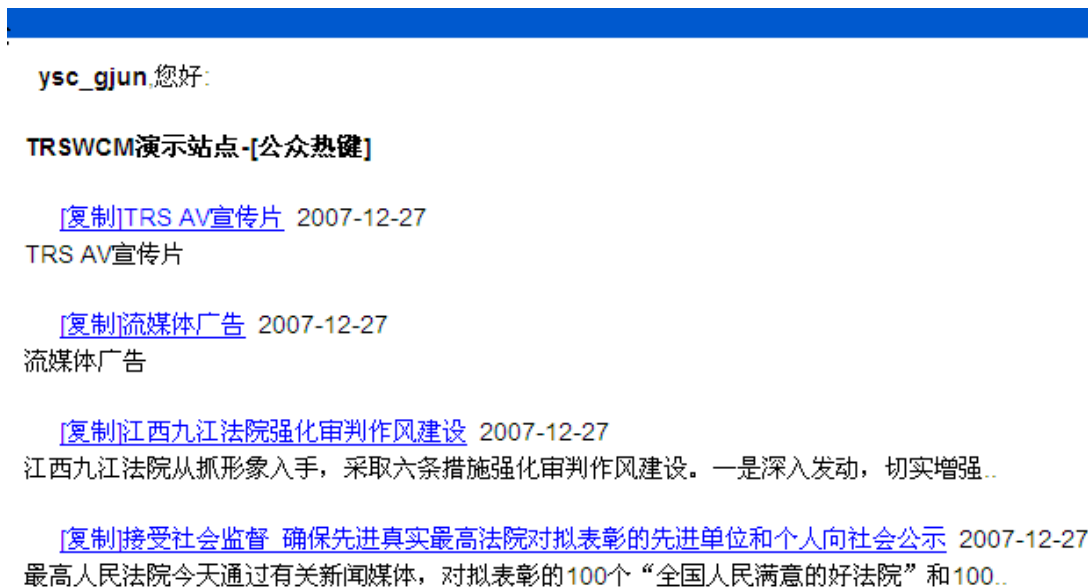 ysc_gjun,您好:
TRSWCM演示站点-[公众热键]
[复制]TRS AV宣传片 2007-12-27
TRS AV宣传片
[复制]流媒体广告 2007-12-27
流媒体广告
[复制]江西九江法院强化审判作风建设 2007-12-27
江西九江法院从抓形象入手，采取六条措施强化审判作风建设。一是深入发动，切实增强..
[复制]接受社会监督 确保先进真实最高法院对拟表彰的先进单位和个人向社会公示 2007-12-27
最高人民法院今天通过有关新闻媒体，对拟表彰的100个“全国人民满意的好法院”和100..